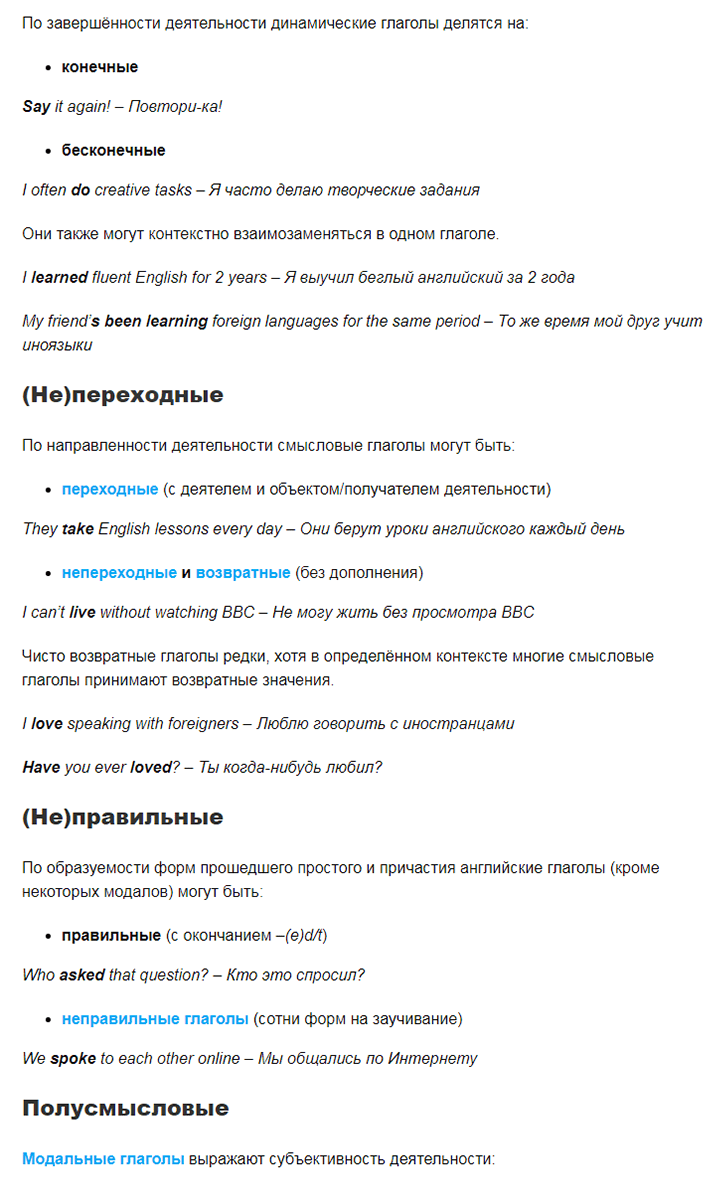 По завершённости деятельности динамические глаголы делятся на:
• конечные
Say it again! – Повтори-ка!
• бесконечные
I often do creative tasks – Я часто делаю творческие задания
Они также могут контекстно взаимозаменяться в одном глаголе.
I learned fluent English for 2 years – Я выучил беглый английский за 2 года
My friend’s been learning foreign languages for the same period – То же время мой друг учит
иноязыки
(Не)переходные
По направленности деятельности смысловые глаголы могут быть:
• переходные (с деятелем и объектом/получателем деятельности)
They take English lessons every day – Они берут уроки английского каждый день
• непереходные и возвратные (без дополнения)
I can’t live without watching BBC – Не могу жить без просмотра BBC
Чисто возвратные глаголы редки, хотя в определённом контексте многие смысловые
глаголы принимают возвратные значения.
I love speaking with foreigners – Люблю говорить с иностранцами
Have you ever loved? – Ты когда-нибудь любил?
(Не)правильные
По образуемости форм прошедшего простого и причастия английские глаголы (кроме
некоторых модалов) могут быть:
• правильные (с окончанием –(e)d/t)
Who asked that question? – Кто это спросил?
• неправильные глаголы (сотни форм на заучивание)
We spoke to each other online – Мы общались по Интернету
Полусмысловые
Модальные глаголы выражают субъективность деятельности: